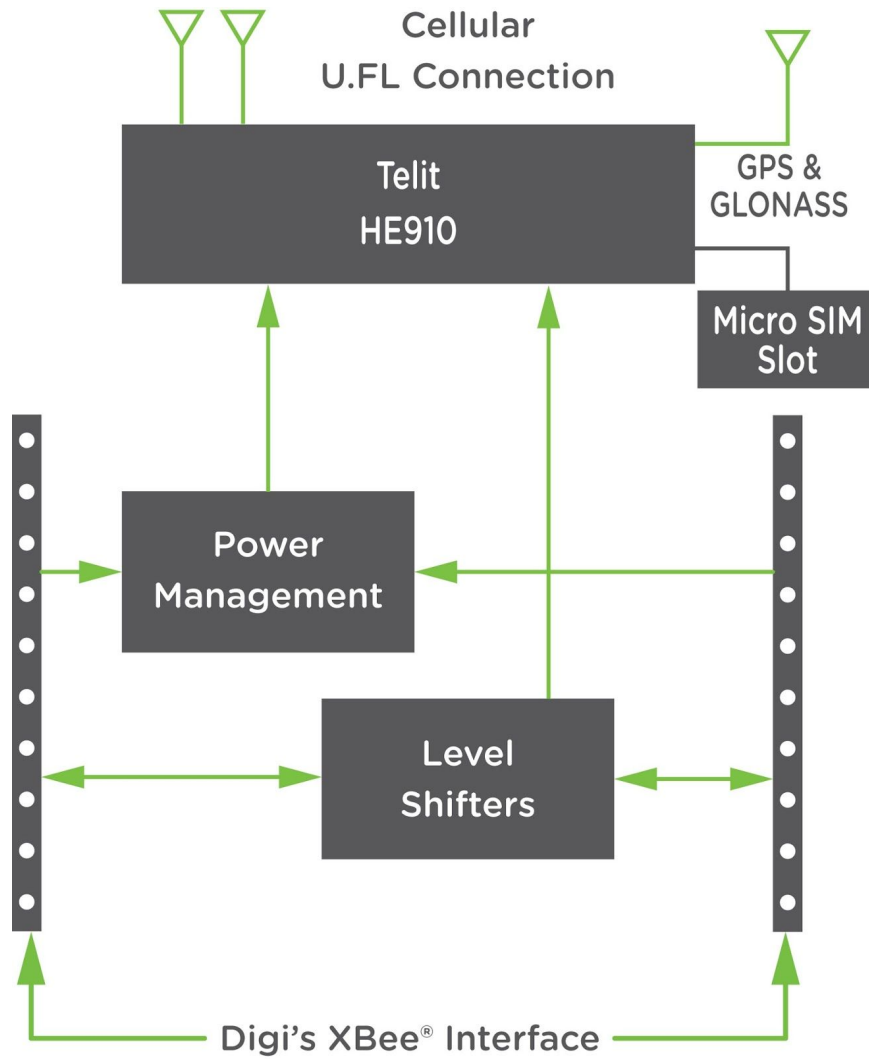 Cellular
U.FL Connection
Telit
HE910
GPS &
GLONASS
Micro SIM
Slot
Power
Management
Level
Shifters
Digi's XBee® Interface